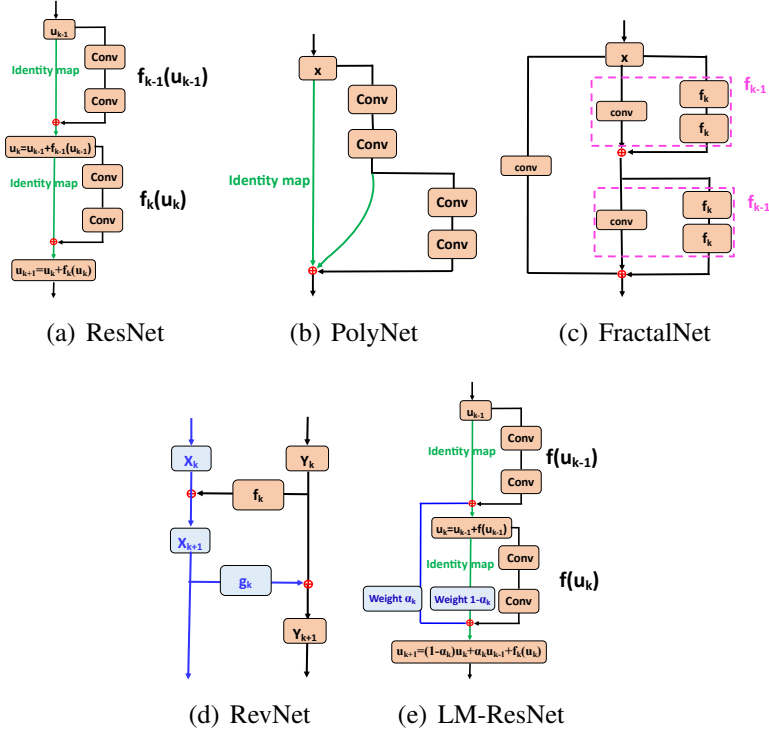 u_{k-1}
Conv
Identity map
f_{k-1}(u_{k-1})
Conv
u_k=u_{k-1}+f_{k-1}(u_{k-1})
Conv
Identity map
f_k(u_k)
Conv
u_{k+1}=u_k+f_k(u_k)
(a) ResNet
x
Conv
Conv
Identity map
Conv
Conv
(b) PolyNet
x
f_{k-1}
f_k
conv
f_k
conv
f_{k-1}
f_k
conv
f_k
(c) FractalNet
X_k
Y_k
f_k
X_{k+1}
g_k
Y_{k+1}
(d) RevNet
u_{k-1}
Conv
Identity map
f(u_{k-1})
Conv
u_k=u_{k-1}+f(u_{k-1})
Conv
Identity map
f(u_k)
Weight α_k
Weight 1-α_k
Conv
u_{k+1}=(1-α_k)u_k+α_ku_{k-1}+f_k(u_k)
(e) LM-ResNet